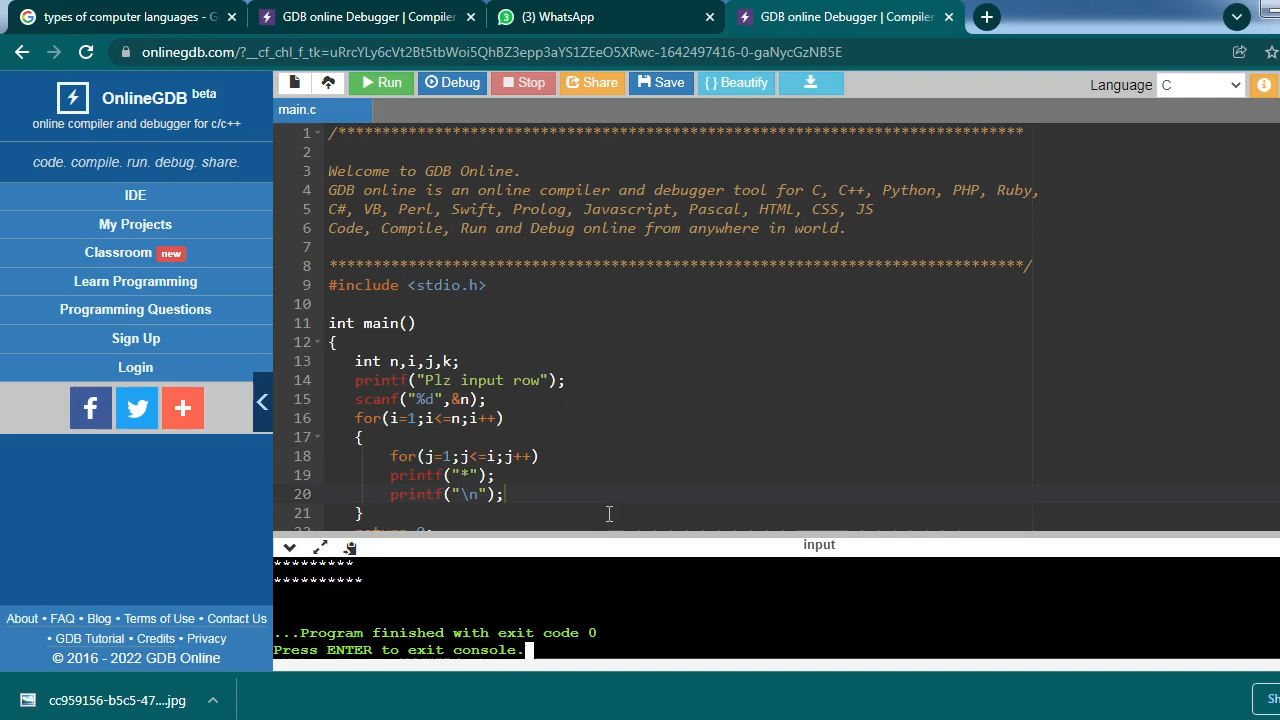 types of computer languages - G
GDB online Debugger | Compiler
(3) WhatsApp
GDB online Debugger | Compiler
onlinegdb.com/?__cf_chl_f_tk=uRrcYLy6cVt2Bt5tbWoi5QhBZ3epp3aYS1ZEeO5XRwc-1642497416-0-gaNycGzNB5E
OnlineGDB beta
online compiler and debugger for c/c++
code. compile. run. debug. share.
IDE
My Projects
Classroom new
Learn Programming
Programming Questions
Sign Up
Login
About • FAQ • Blog • Terms of Use • Contact Us
• GDB Tutorial • Credits • Privacy
© 2016 - 2022 GDB Online
Run Debug Stop Share Save { } Beautify Language C
main.c
1 /******************************************************************************
2
3 Welcome to GDB Online.
4 GDB online is an online compiler and debugger tool for C, C++, Python, PHP, Ruby,
5 C#, VB, Perl, Swift, Prolog, Javascript, Pascal, HTML, CSS, JS
6 Code, Compile, Run and Debug online from anywhere in world.
7
8 *******************************************************************************/
9 #include <stdio.h>
10
11 int main()
12 {
13 int n,i,j,k;
14 printf("Plz input row");
15 scanf("%d",&n);
16 for(i=1;i<=n;i++)
17 {
18 for(j=1;j<=i;j++)
19 printf("*");
20 printf("\n");
21 }
22 return 0;
input
*********
**********
...Program finished with exit code 0
Press ENTER to exit console.
cc959156-b5c5-47....jpg
Sh